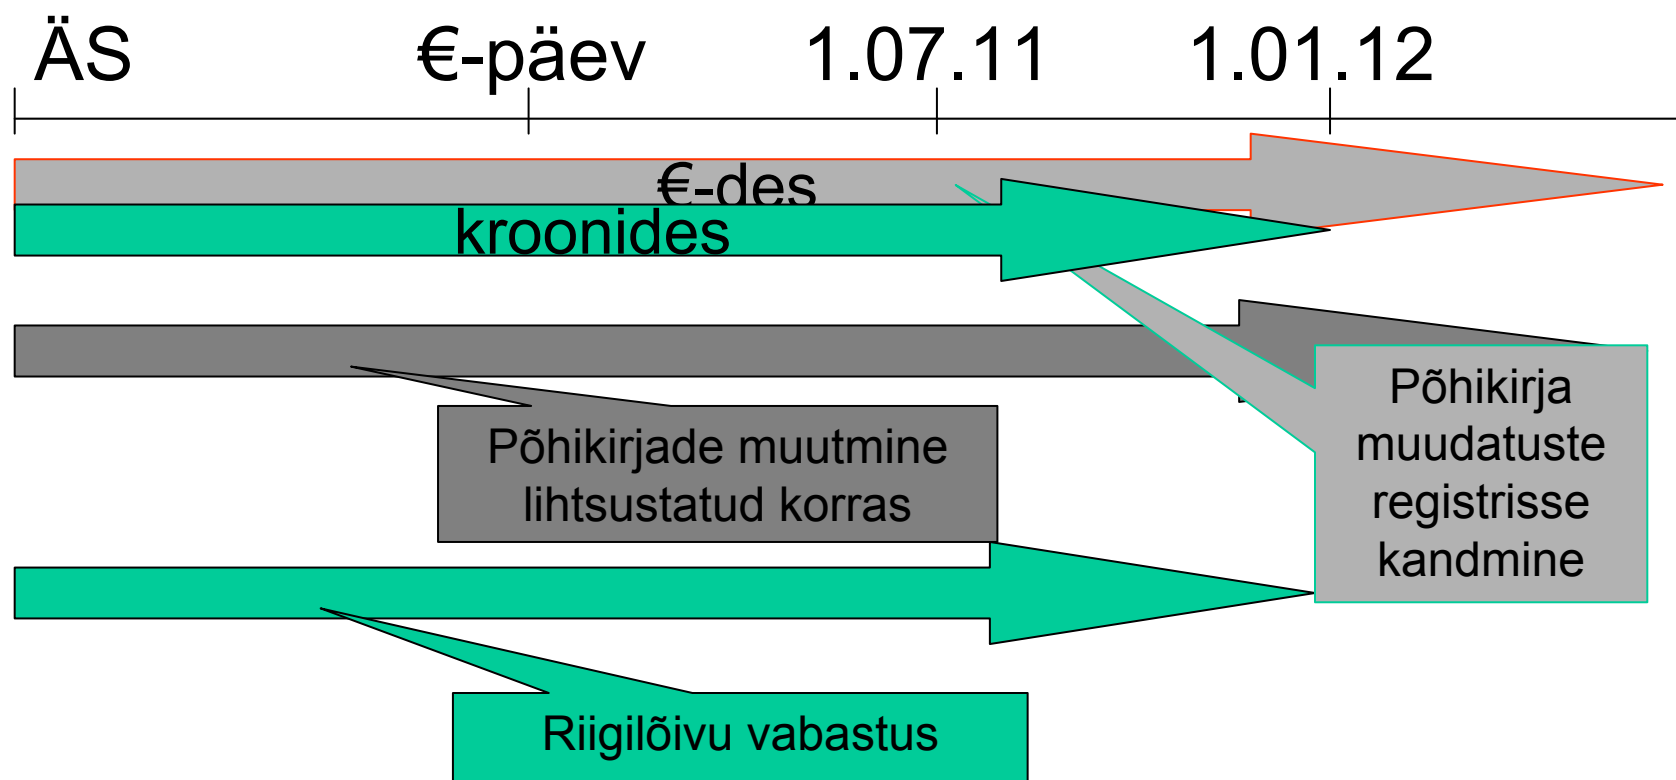 ÄS €-päev 1.07.11 1.01.12
€-des
kroonides
Põhikirjade muutmine
lihtsustatud korras
Põhikirja
muudatuste
registrisse
kandmine
Riigilõivu vabastus